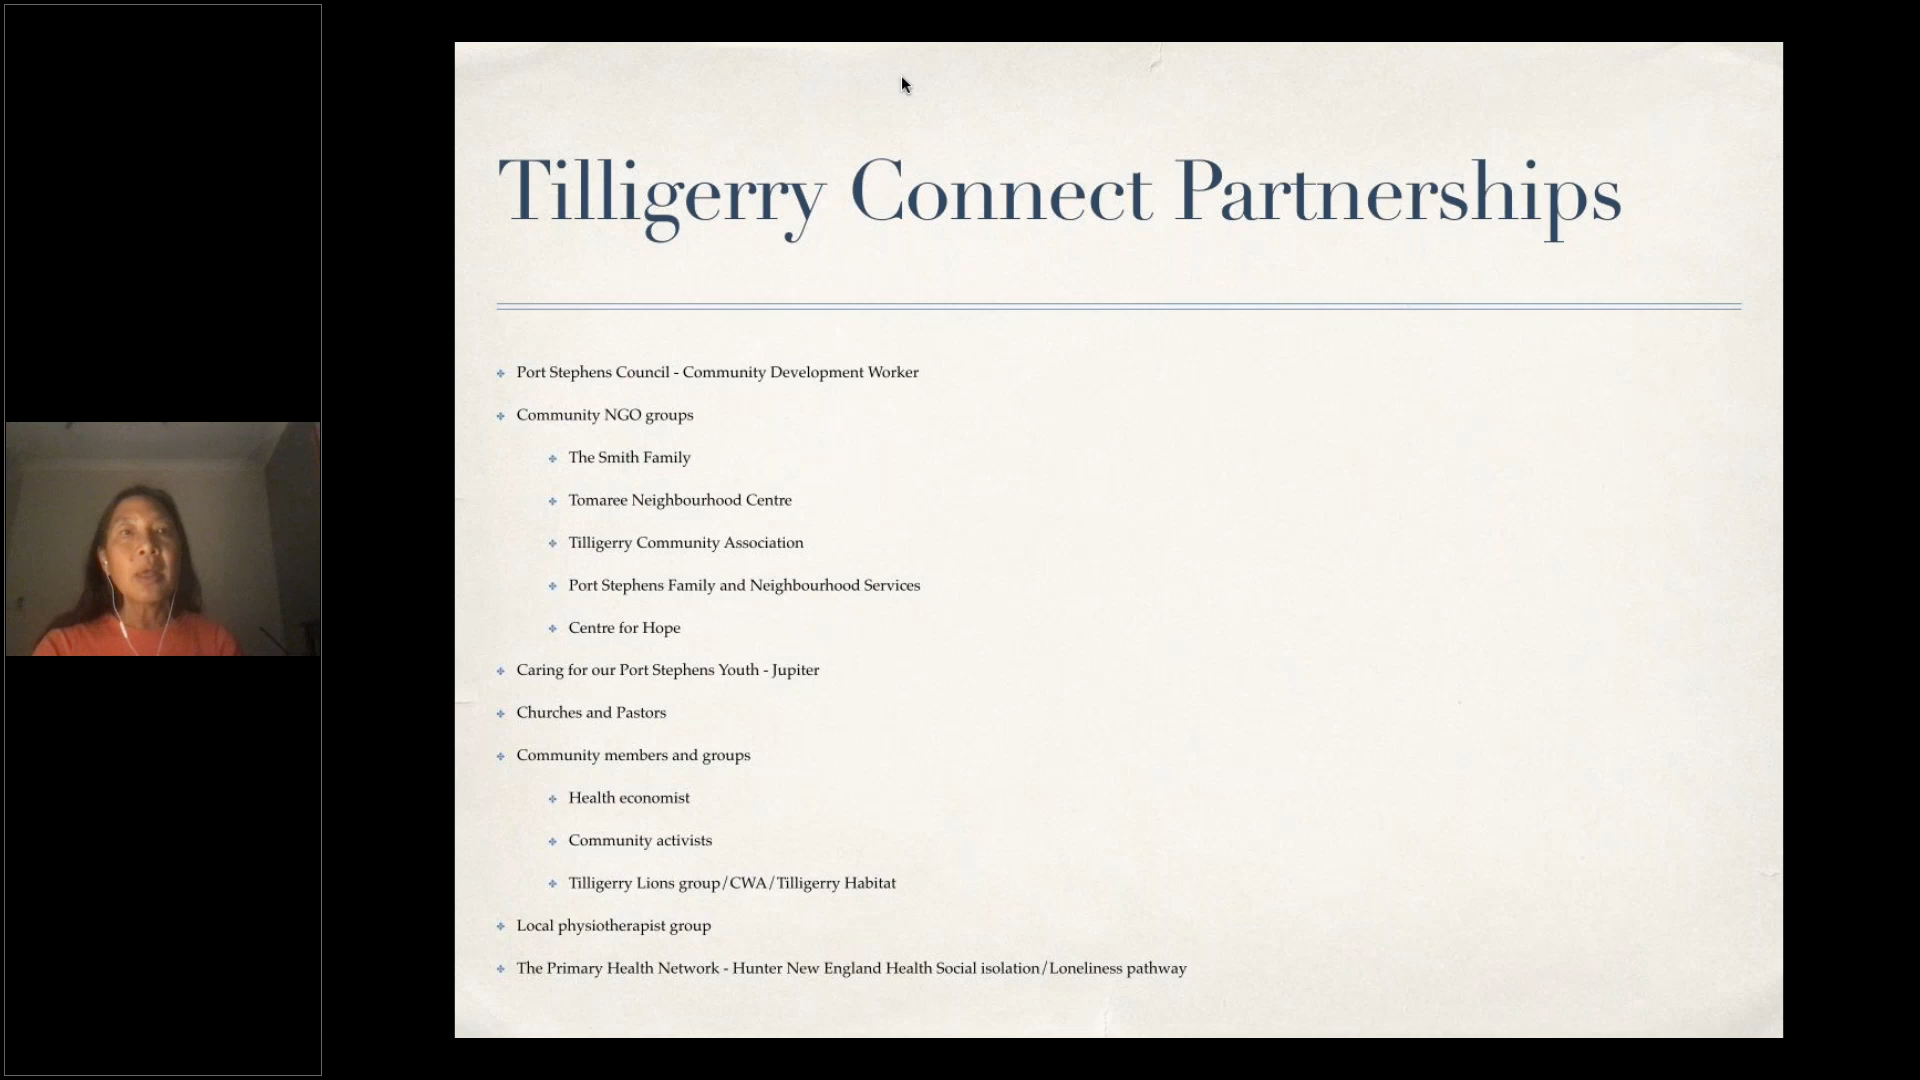 Tilligerry Connect Partnerships
Port Stephens Council - Community Development Worker
Community NGO groups
The Smith Family
Tomaree Neighbourhood Centre
Tilligerry Community Association
Port Stephens Family and Neighbourhood Services
Centre for Hope
Caring for our Port Stephens Youth - Jupiter
Churches and Pastors
Community members and groups
Health economist
Community activists
Tilligerry Lions group/CWA/Tilligerry Habitat
Local physiotherapist group
The Primary Health Network - Hunter New England Health Social isolation/Loneliness pathway